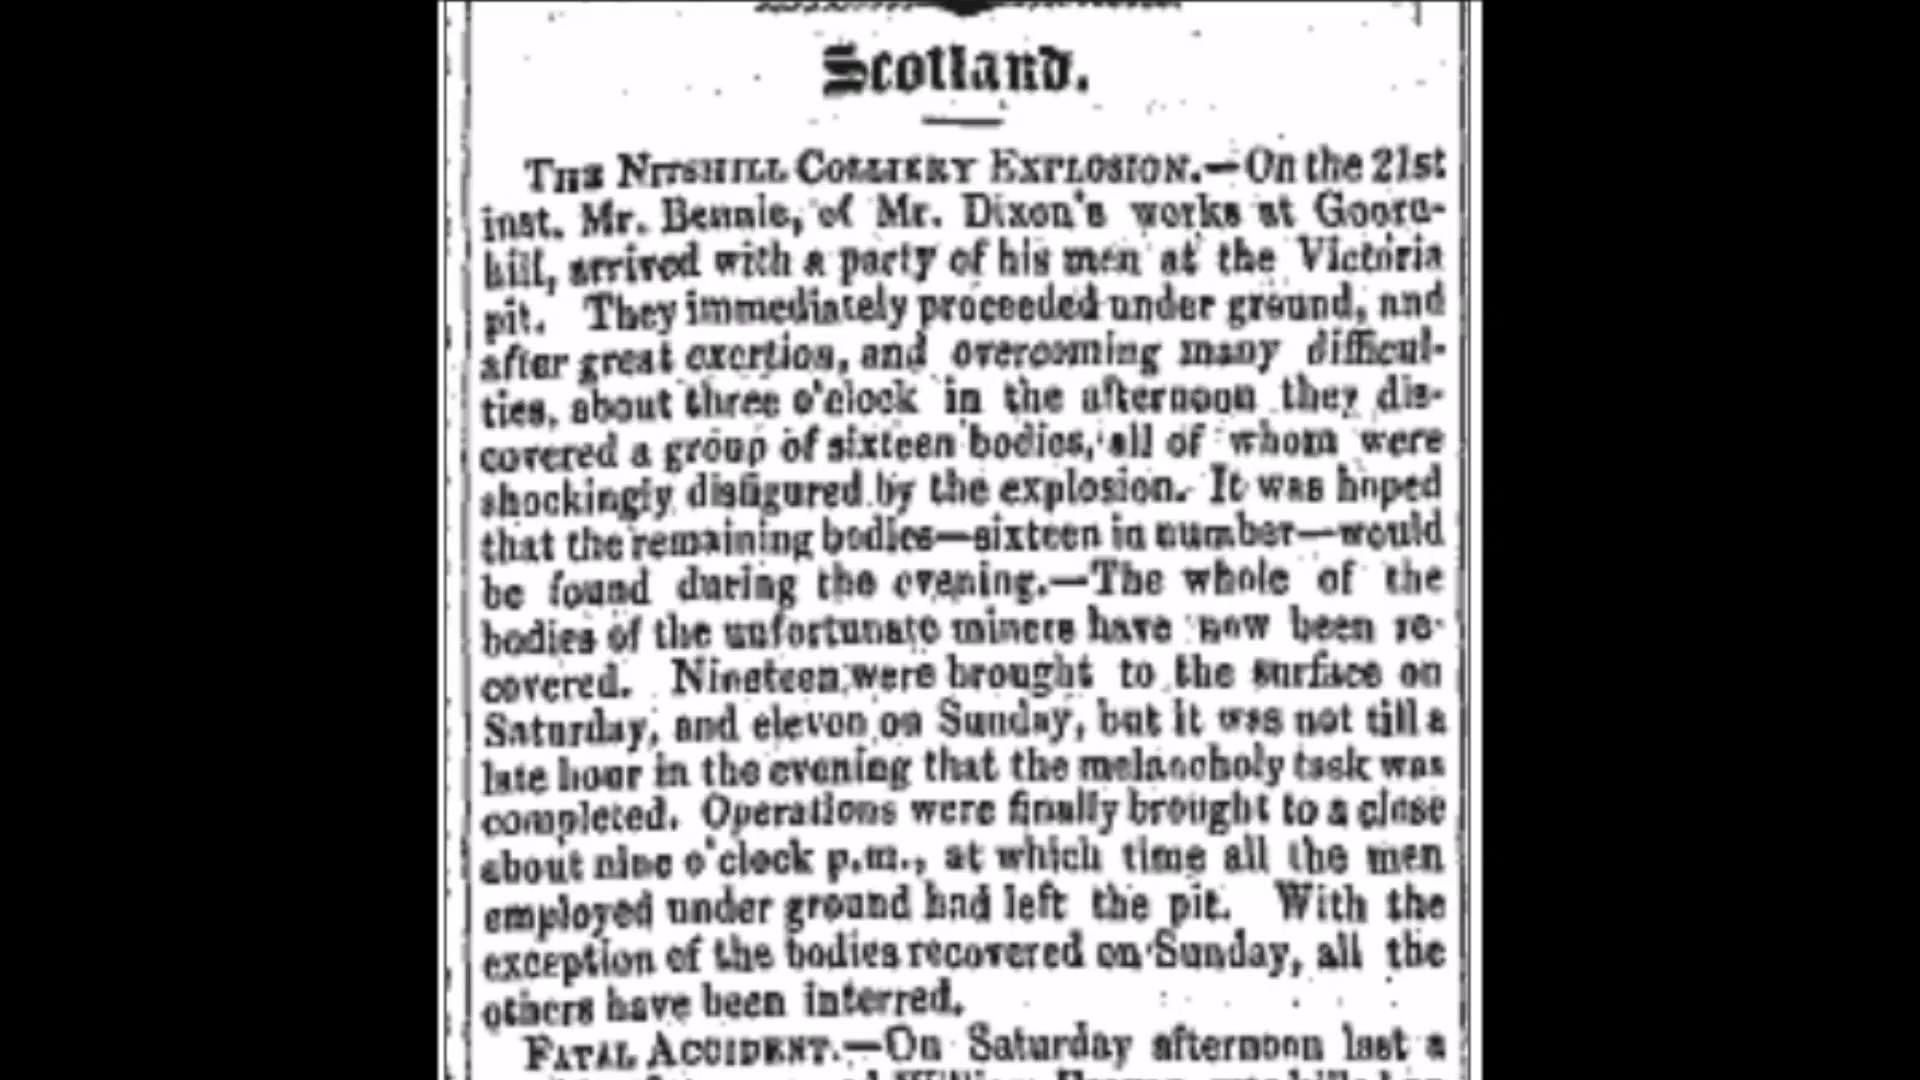 Scotland.
THE NITSHILL COLLIERY EXPLOSION.—On the 21st
inst. Mr. Bennie, of Mr. Dixon's works at
hill, arrived with a party of his men at the Victoria
pit. They immediately proceeded under ground, and
after great exertion, and overcoming many difficul-
ties, about three o'clock in the afternoon they dis-
covered a group of sixteen bodies, all of whom were
shockingly disfigured by the explosion. It was hoped
that the remaining bodies—sixteen in number—would
be found during the evening.—The whole of the
bodies of the unfortunate miners have now been re-
covered. Nineteen were brought to the surface on
Saturday, and eleven on Sunday, but it was not till a
late hour in the evening that the melancholy task was
completed. Operations were finally brought to a close
about nine o'clock p.m., at which time all the men
employed under ground had left the pit. With the
exception of the bodies recovered on Sunday, all the
others have been interred.
FATAL ACCIDENT.—On Saturday afternoon last a